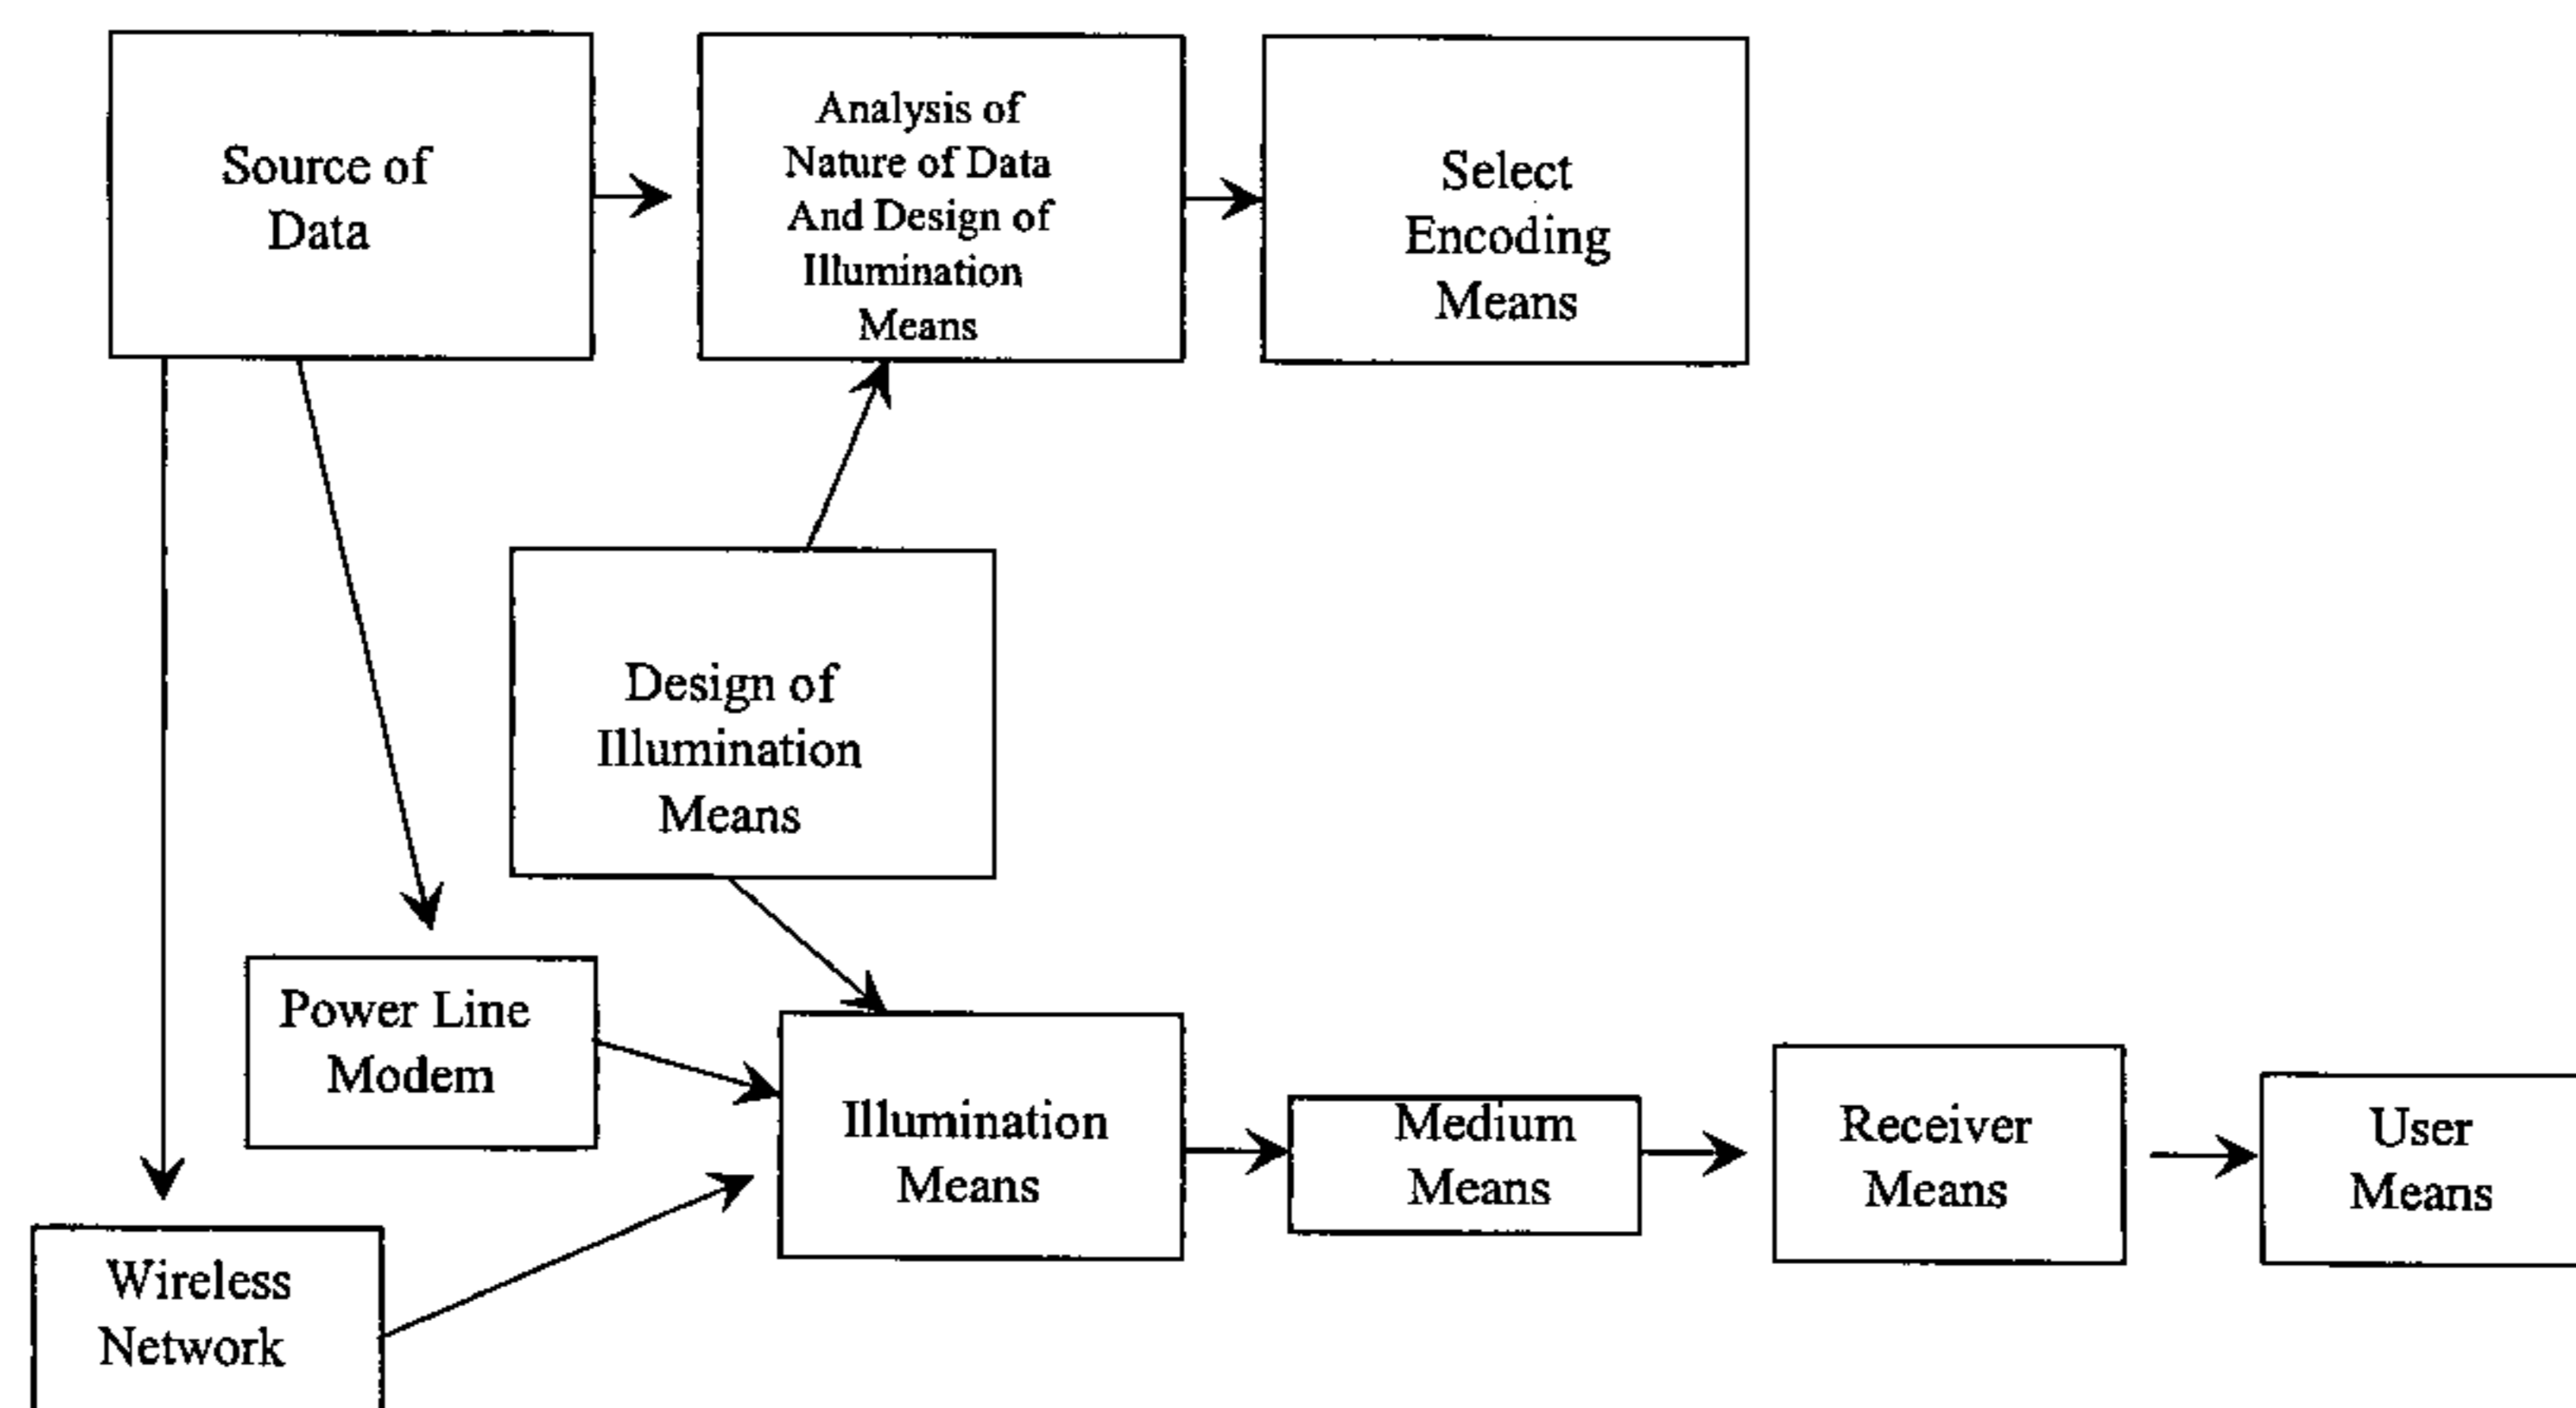 Source of
Data
Analysis of
Nature of Data
And Design of
Illumination
Means
Select
Encoding
Means
Design of
Illumination
Means
Power Line
Modem
Illumination
Means
Medium
Means
Receiver
Means
User
Means
Wireless
Network